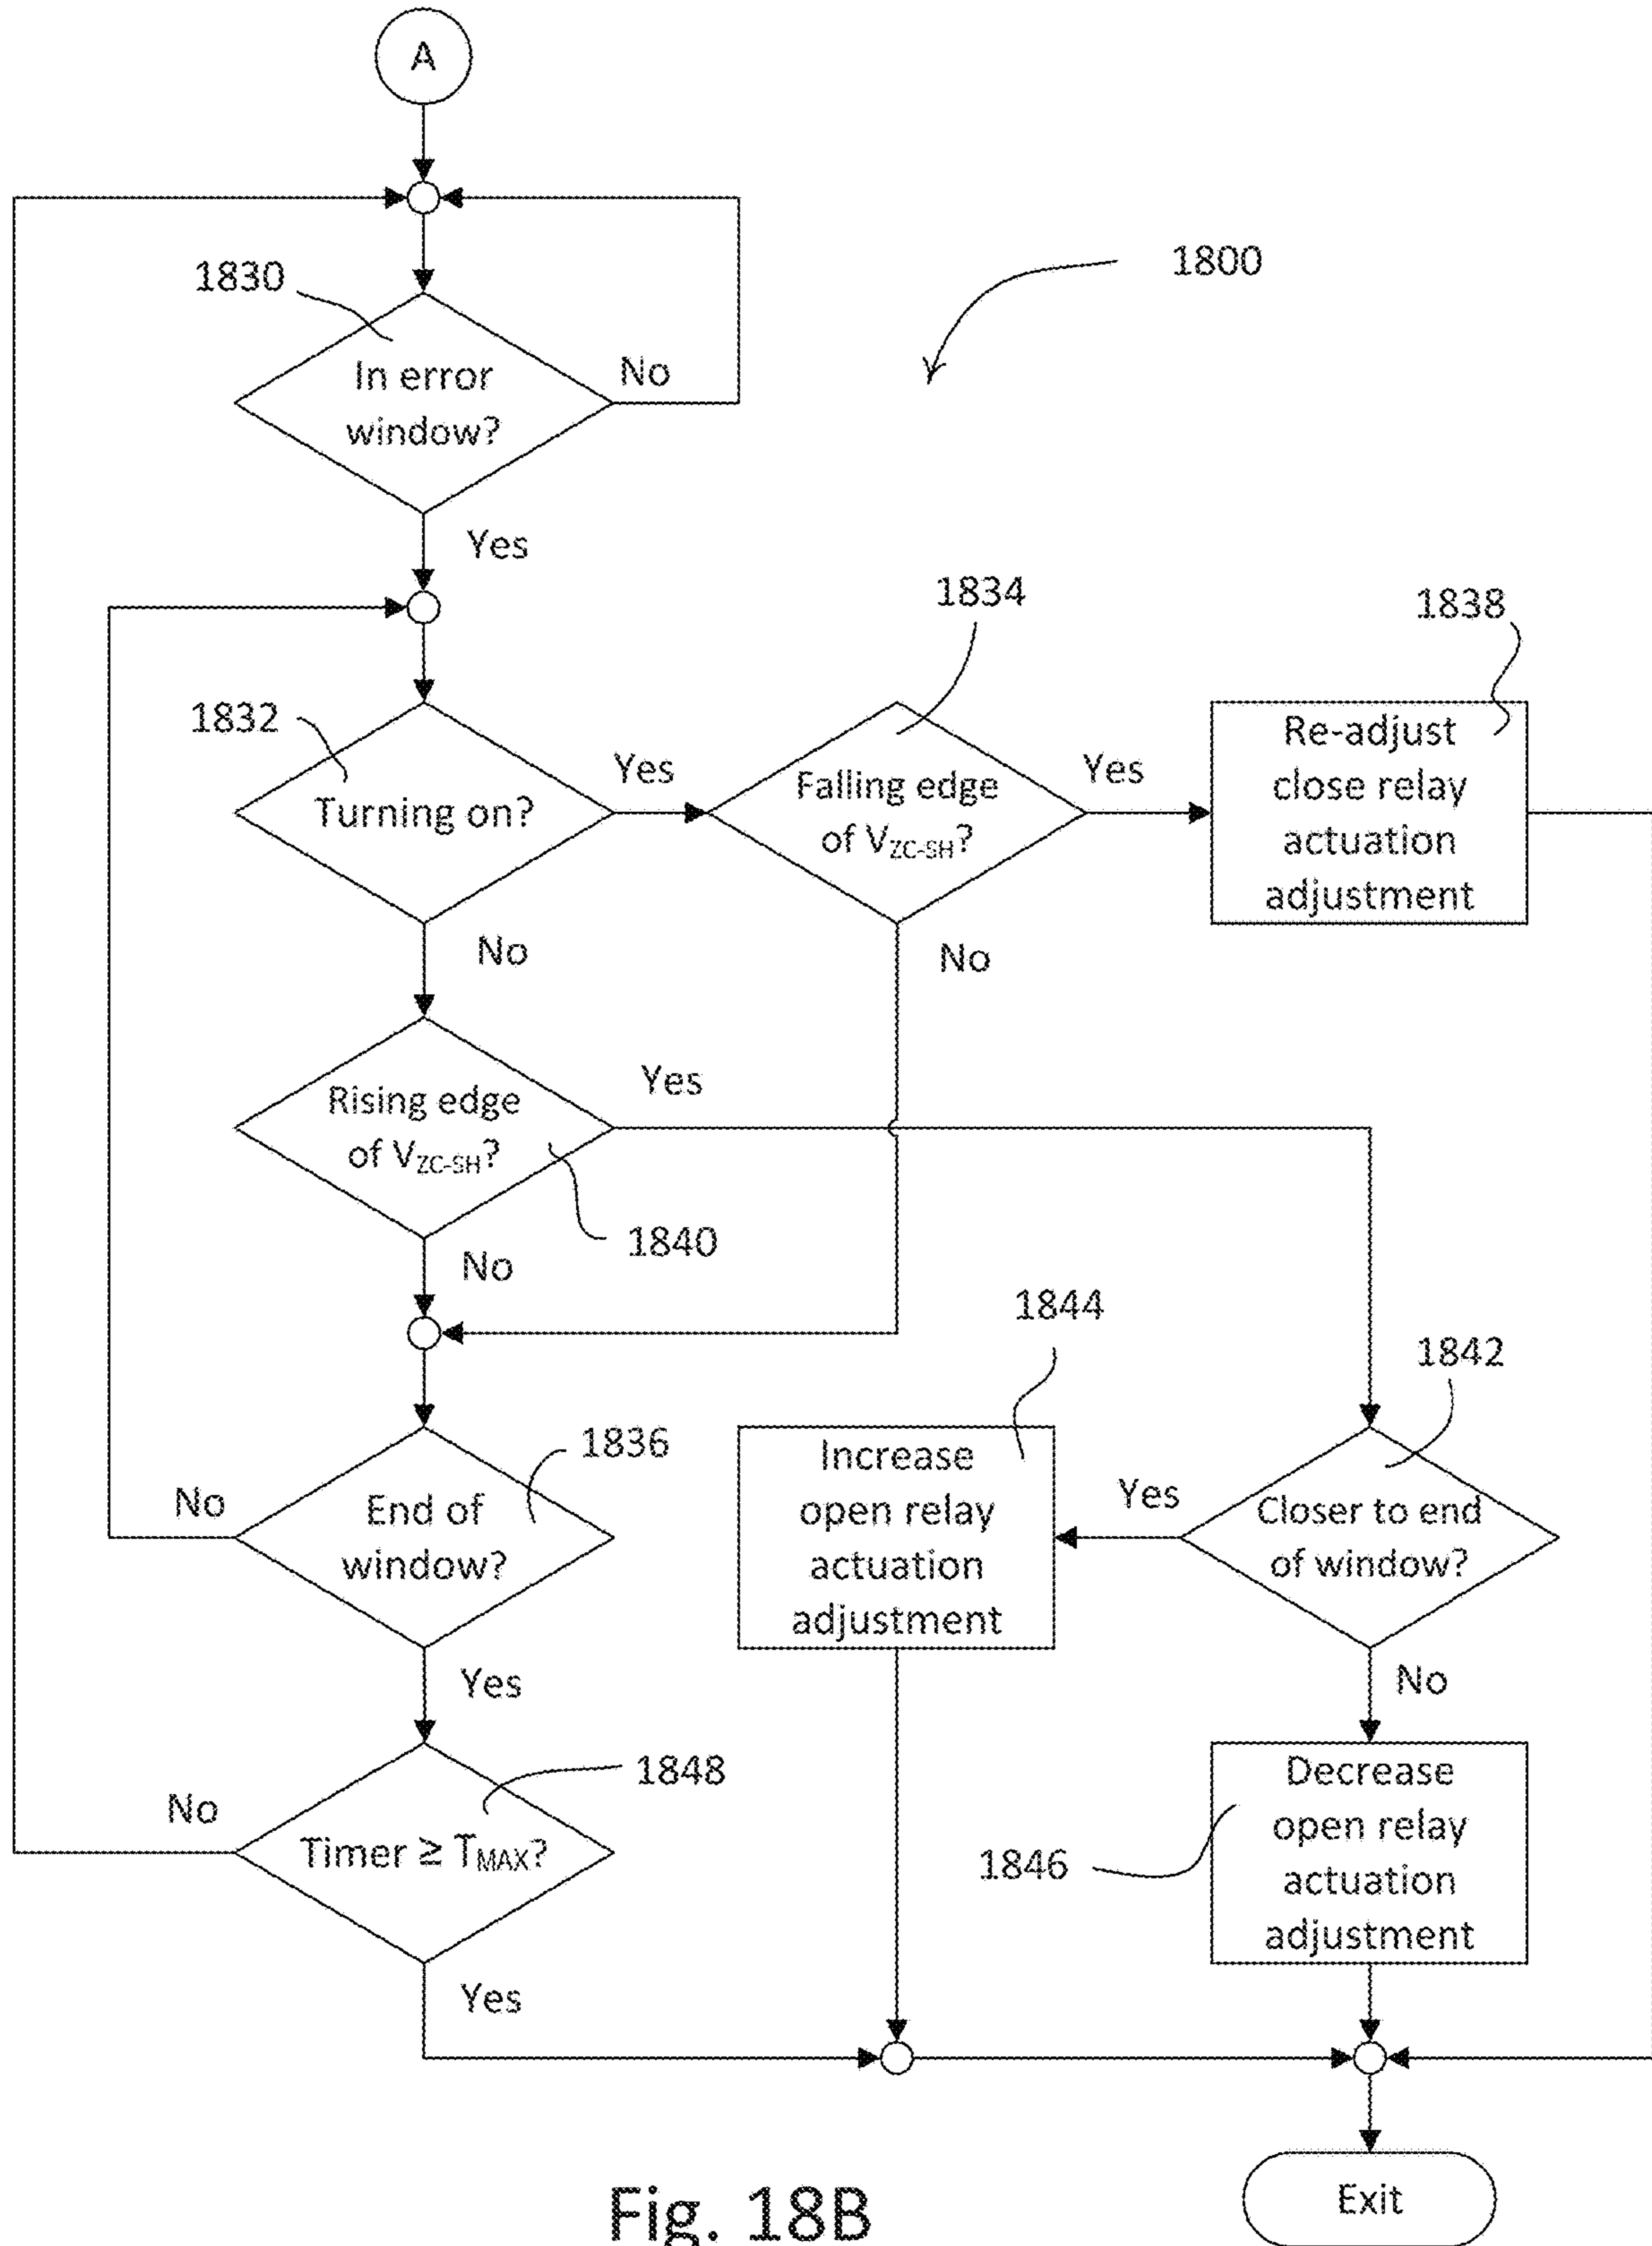 A
1800
1830
In error
window?
No
Yes
1834
1838
1832
Turning on?
Yes
Falling edge
of VZC-SH?
Yes
Re-adjust
close relay
actuation
adjustment
No
No
Rising edge
of VZC-SH?
Yes
1840
No
1844
1842
1836
End of
window?
No
Increase
open relay
actuation
adjustment
Yes
Closer to end
of window?
Yes
No
1848
No
Timer ≥ TMAX?
1846
Decrease
open relay
actuation
adjustment
Yes
Exit
Fig. 18B